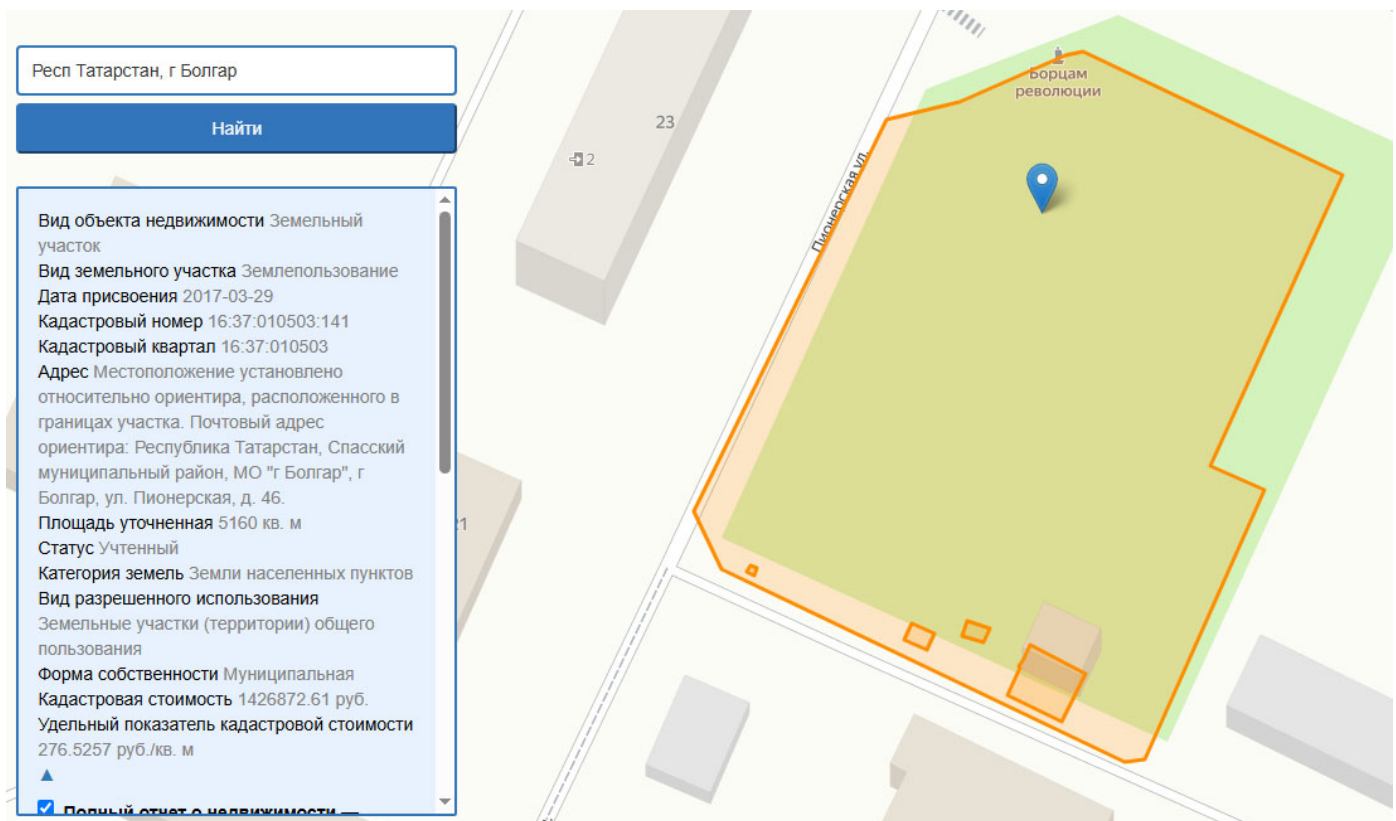 Респ Татарстан, г Болгар
Найти
Вид объекта недвижимости Земельный
участок
Вид земельного участка Землепользование
Дата присвоения 2017-03-29
Кадастровый номер 16:37:010503:141
Кадастровый квартал 16:37:010503
Адрес Местоположение установлено
относительно ориентира, расположенного в
границах участка. Почтовый адрес
ориентира: Республика Татарстан, Спасский
муниципальный район, МО "г Болгар", г
Болгар, ул. Пионерская, д. 46.
Площадь уточненная 5160 кв. м
Статус Учтенный
Категория земель Земли населенных пунктов
Вид разрешенного использования
Земельные участки (территории) общего
пользования
Форма собственности Муниципальная
Кадастровая стоимость 1426872.61 руб.
Удельный показатель кадастровой стоимости
276.5257 руб./кв. м
Полный отчет о недвижимости —
23
2
Пионерская ул.
Борцам
революции